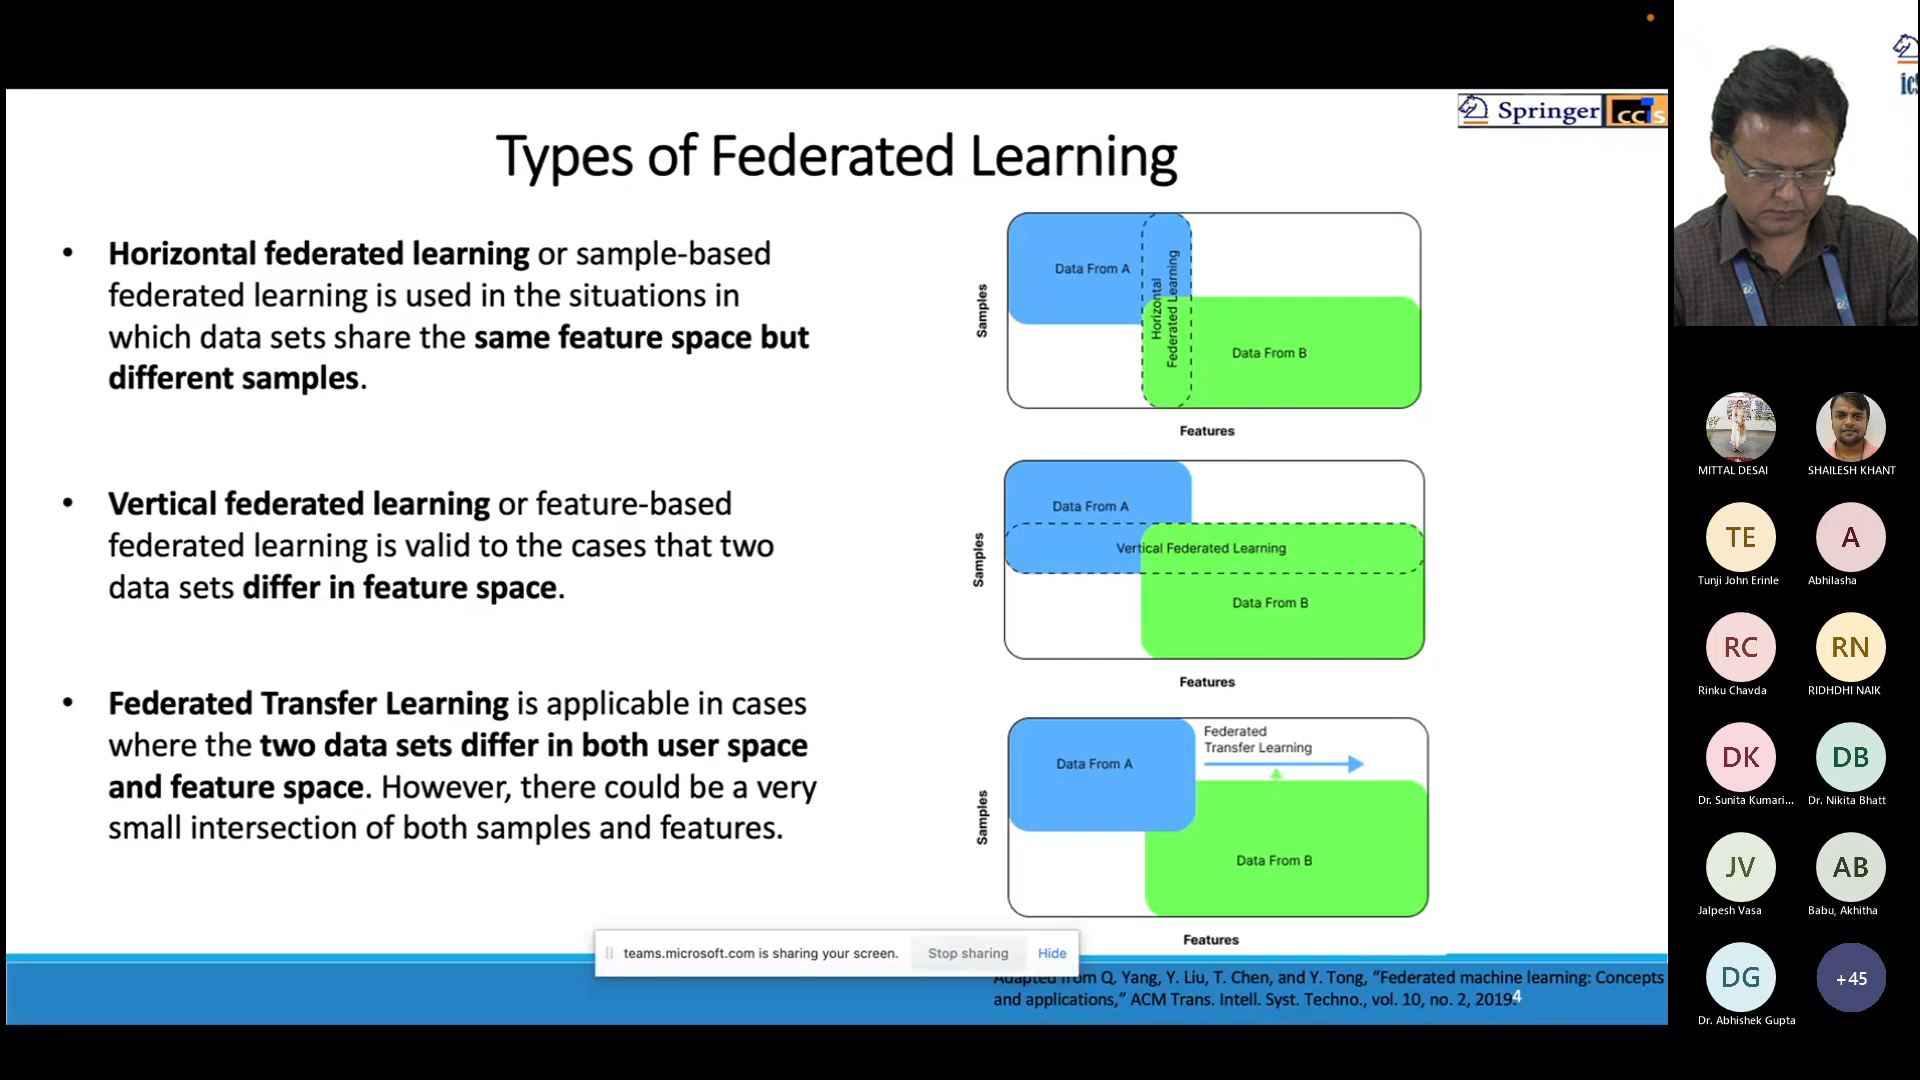 Springer
ccis
Types of Federated Learning
• Horizontal federated learning or sample-based
federated learning is used in the situations in
which data sets share the same feature space but
different samples.
• Vertical federated learning or feature-based
federated learning is valid to the cases that two
data sets differ in feature space.
• Federated Transfer Learning is applicable in cases
where the two data sets differ in both user space
and feature space. However, there could be a very
small intersection of both samples and features.
Samples
Data From A
Horizontal
Federated Learning
Data From B
Features
Samples
Data From A
Vertical Federated Learning
Data From B
Features
Samples
Data From A
Federated
Transfer Learning
Data From B
Features
teams.microsoft.com is sharing your screen.
Stop sharing
Hide
Adapted from Q. Yang, Y. Liu, T. Chen, and Y. Tong, “Federated machine learning: Concepts
and applications,” ACM Trans. Intell. Syst. Techno., vol. 10, no. 2, 2019.
4
MITTAL DESAI
SHAILESH KHANT
TE
Tunji John Erinle
A
Abhilasha
RC
Rinku Chavda
RN
RIDHDHI NAIK
DK
Dr. Sunita Kumari...
DB
Dr. Nikita Bhatt
JV
Jalpesh Vasa
AB
Babu, Akhitha
DG
Dr. Abhishek Gupta
+45